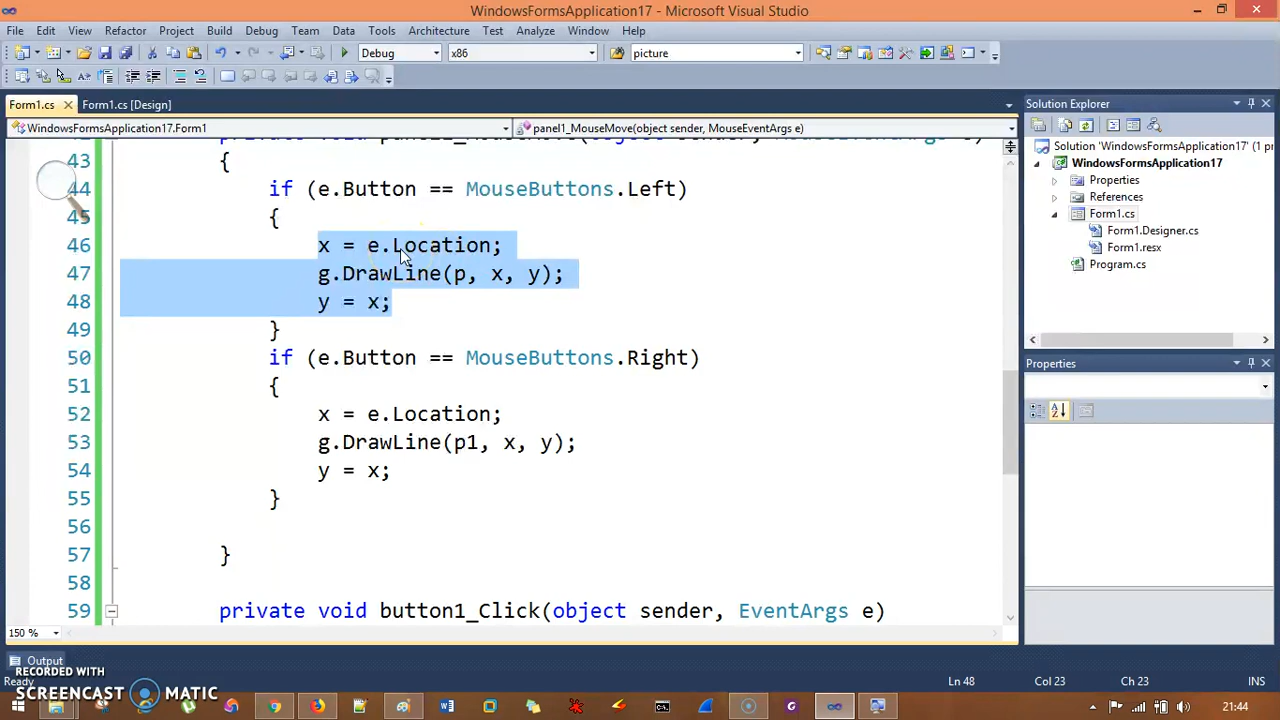 WindowsFormsApplication17 - Microsoft Visual Studio
File Edit View Refactor Project Build Debug Team Data Tools Architecture Test Analyze Window Help
Debug x86 picture
Form1.cs Form1.cs [Design]
WindowsFormsApplication17.Form1 panel1_MouseMove(object sender, MouseEventArgs e)
43 {
44 if (e.Button == MouseButtons.Left)
45 {
46 x = e.Location;
47 g.DrawLine(p, x, y);
48 y = x;
49 }
50 if (e.Button == MouseButtons.Right)
51 {
52 x = e.Location;
53 g.DrawLine(p1, x, y);
54 y = x;
55 }
56
57 }
58
59 private void button1_Click(object sender, EventArgs e)
150 %
Solution Explorer
Solution 'WindowsFormsApplication17' (1 pr
WindowsFormsApplication17
Properties
References
Form1.cs
Form1.Designer.cs
Form1.resx
Program.cs
Properties
Output
Ready Ln 48 Col 23 Ch 23 INS
RECORDED WITH
SCREENCAST MATIC
21:44